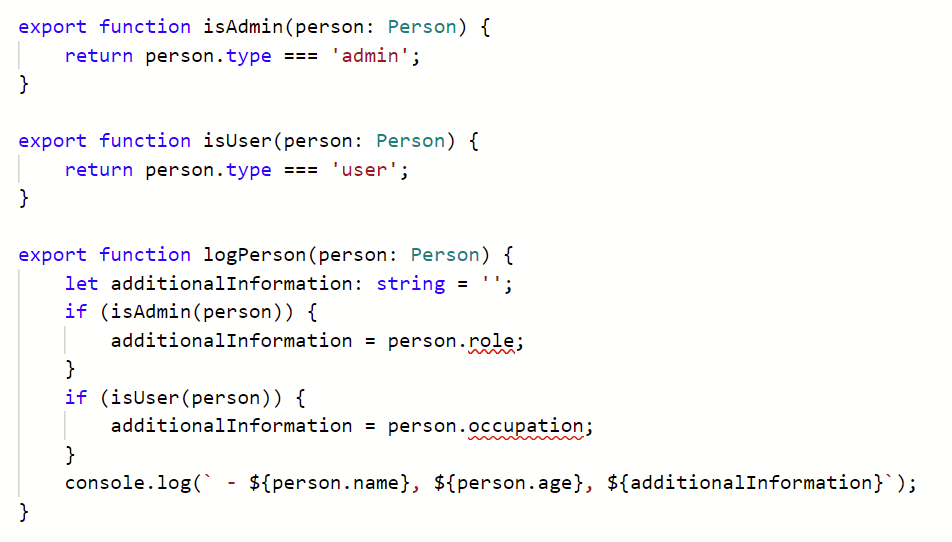 export function isAdmin(person: Person) {
    return person.type === 'admin';
}

export function isUser(person: Person) {
    return person.type === 'user';
}

export function logPerson(person: Person) {
    let additionalInformation: string = '';
    if (isAdmin(person)) {
        additionalInformation = person.role;
    }
    if (isUser(person)) {
        additionalInformation = person.occupation;
    }
    console.log(` - ${person.name}, ${person.age}, ${additionalInformation}`);
}